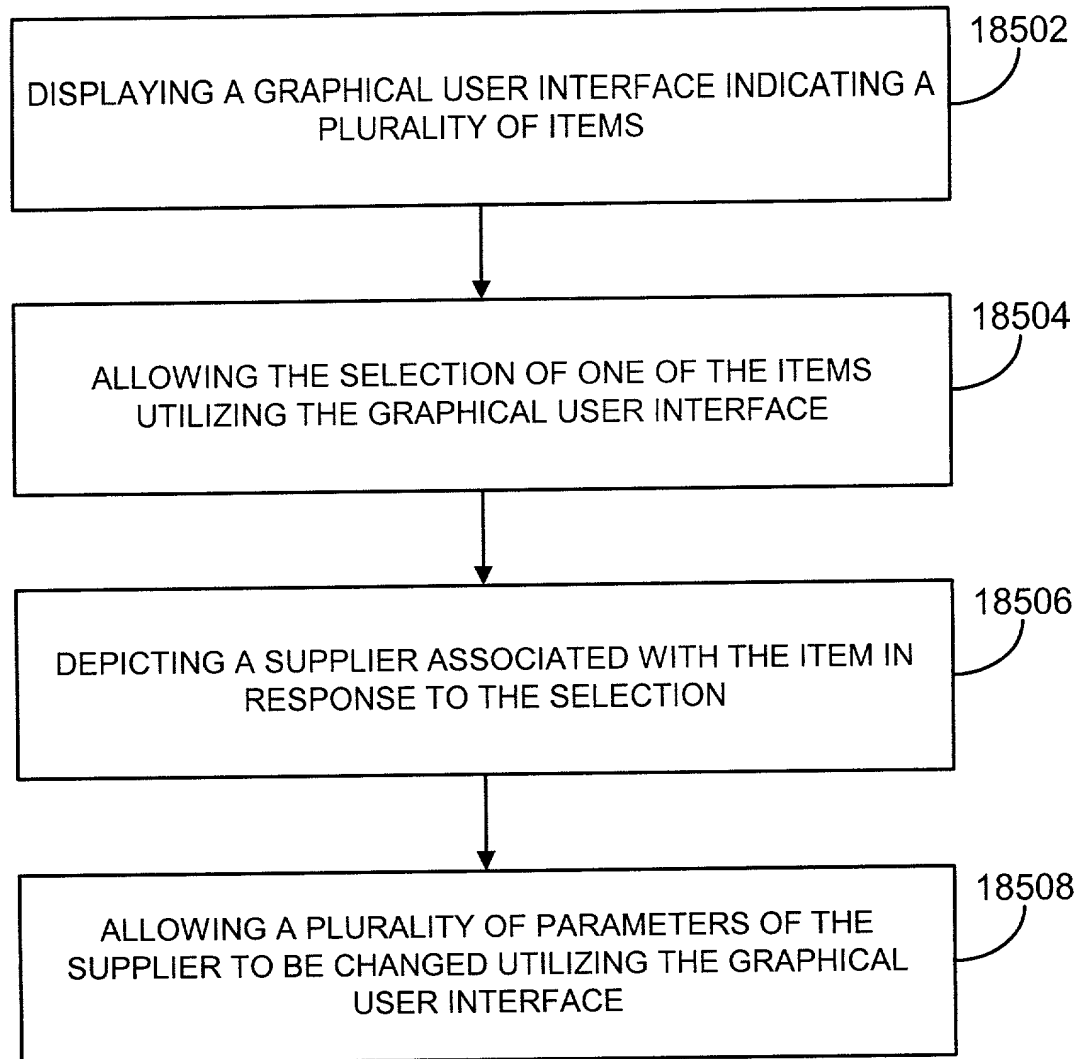 18502
DISPLAYING A GRAPHICAL USER INTERFACE INDICATING A
PLURALITY OF ITEMS
18504
ALLOWING THE SELECTION OF ONE OF THE ITEMS
UTILIZING THE GRAPHICAL USER INTERFACE
18506
DEPICTING A SUPPLIER ASSOCIATED WITH THE ITEM IN
RESPONSE TO THE SELECTION
18508
ALLOWING A PLURALITY OF PARAMETERS OF THE
SUPPLIER TO BE CHANGED UTILIZING THE GRAPHICAL
USER INTERFACE